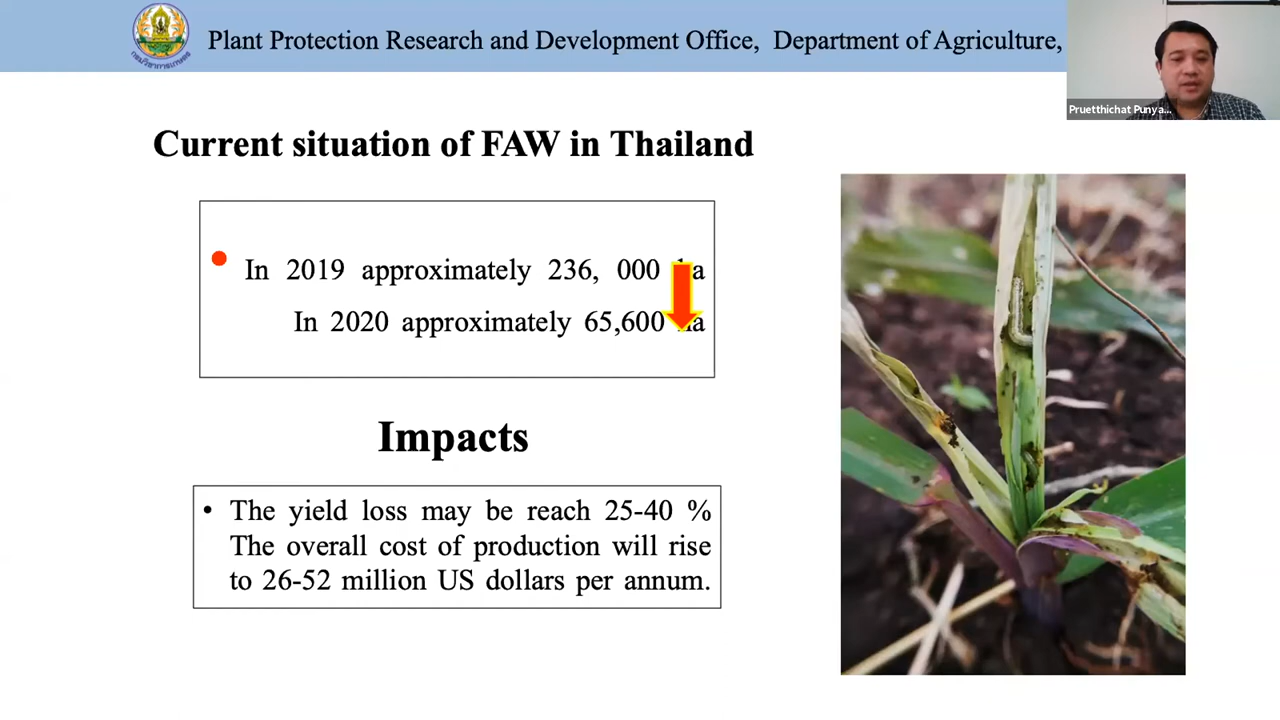 Plant Protection Research and Development Office, Department of Agriculture,
Pruetthichat Punya...
Current situation of FAW in Thailand
• In 2019 approximately 236, 000 ha
In 2020 approximately 65,600 ha
Impacts
• The yield loss may be reach 25-40 %
The overall cost of production will rise
to 26-52 million US dollars per annum.